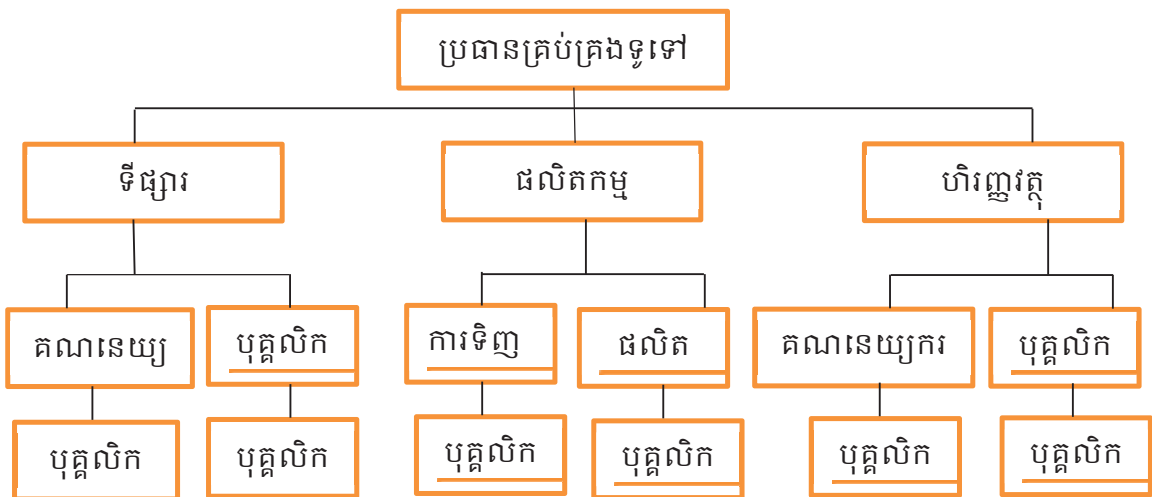 ប្រធានគ្រប់គ្រងទូទៅ
ទីផ្សារ
ផលិតកម្ម
ហិរញ្ញវត្ថុ
គណនេយ្យ
បុគ្គលិក
ការទិញ
ផលិត
គណនេយ្យករ
បុគ្គលិក
បុគ្គលិក
បុគ្គលិក
បុគ្គលិក
បុគ្គលិក
បុគ្គលិក
បុគ្គលិក